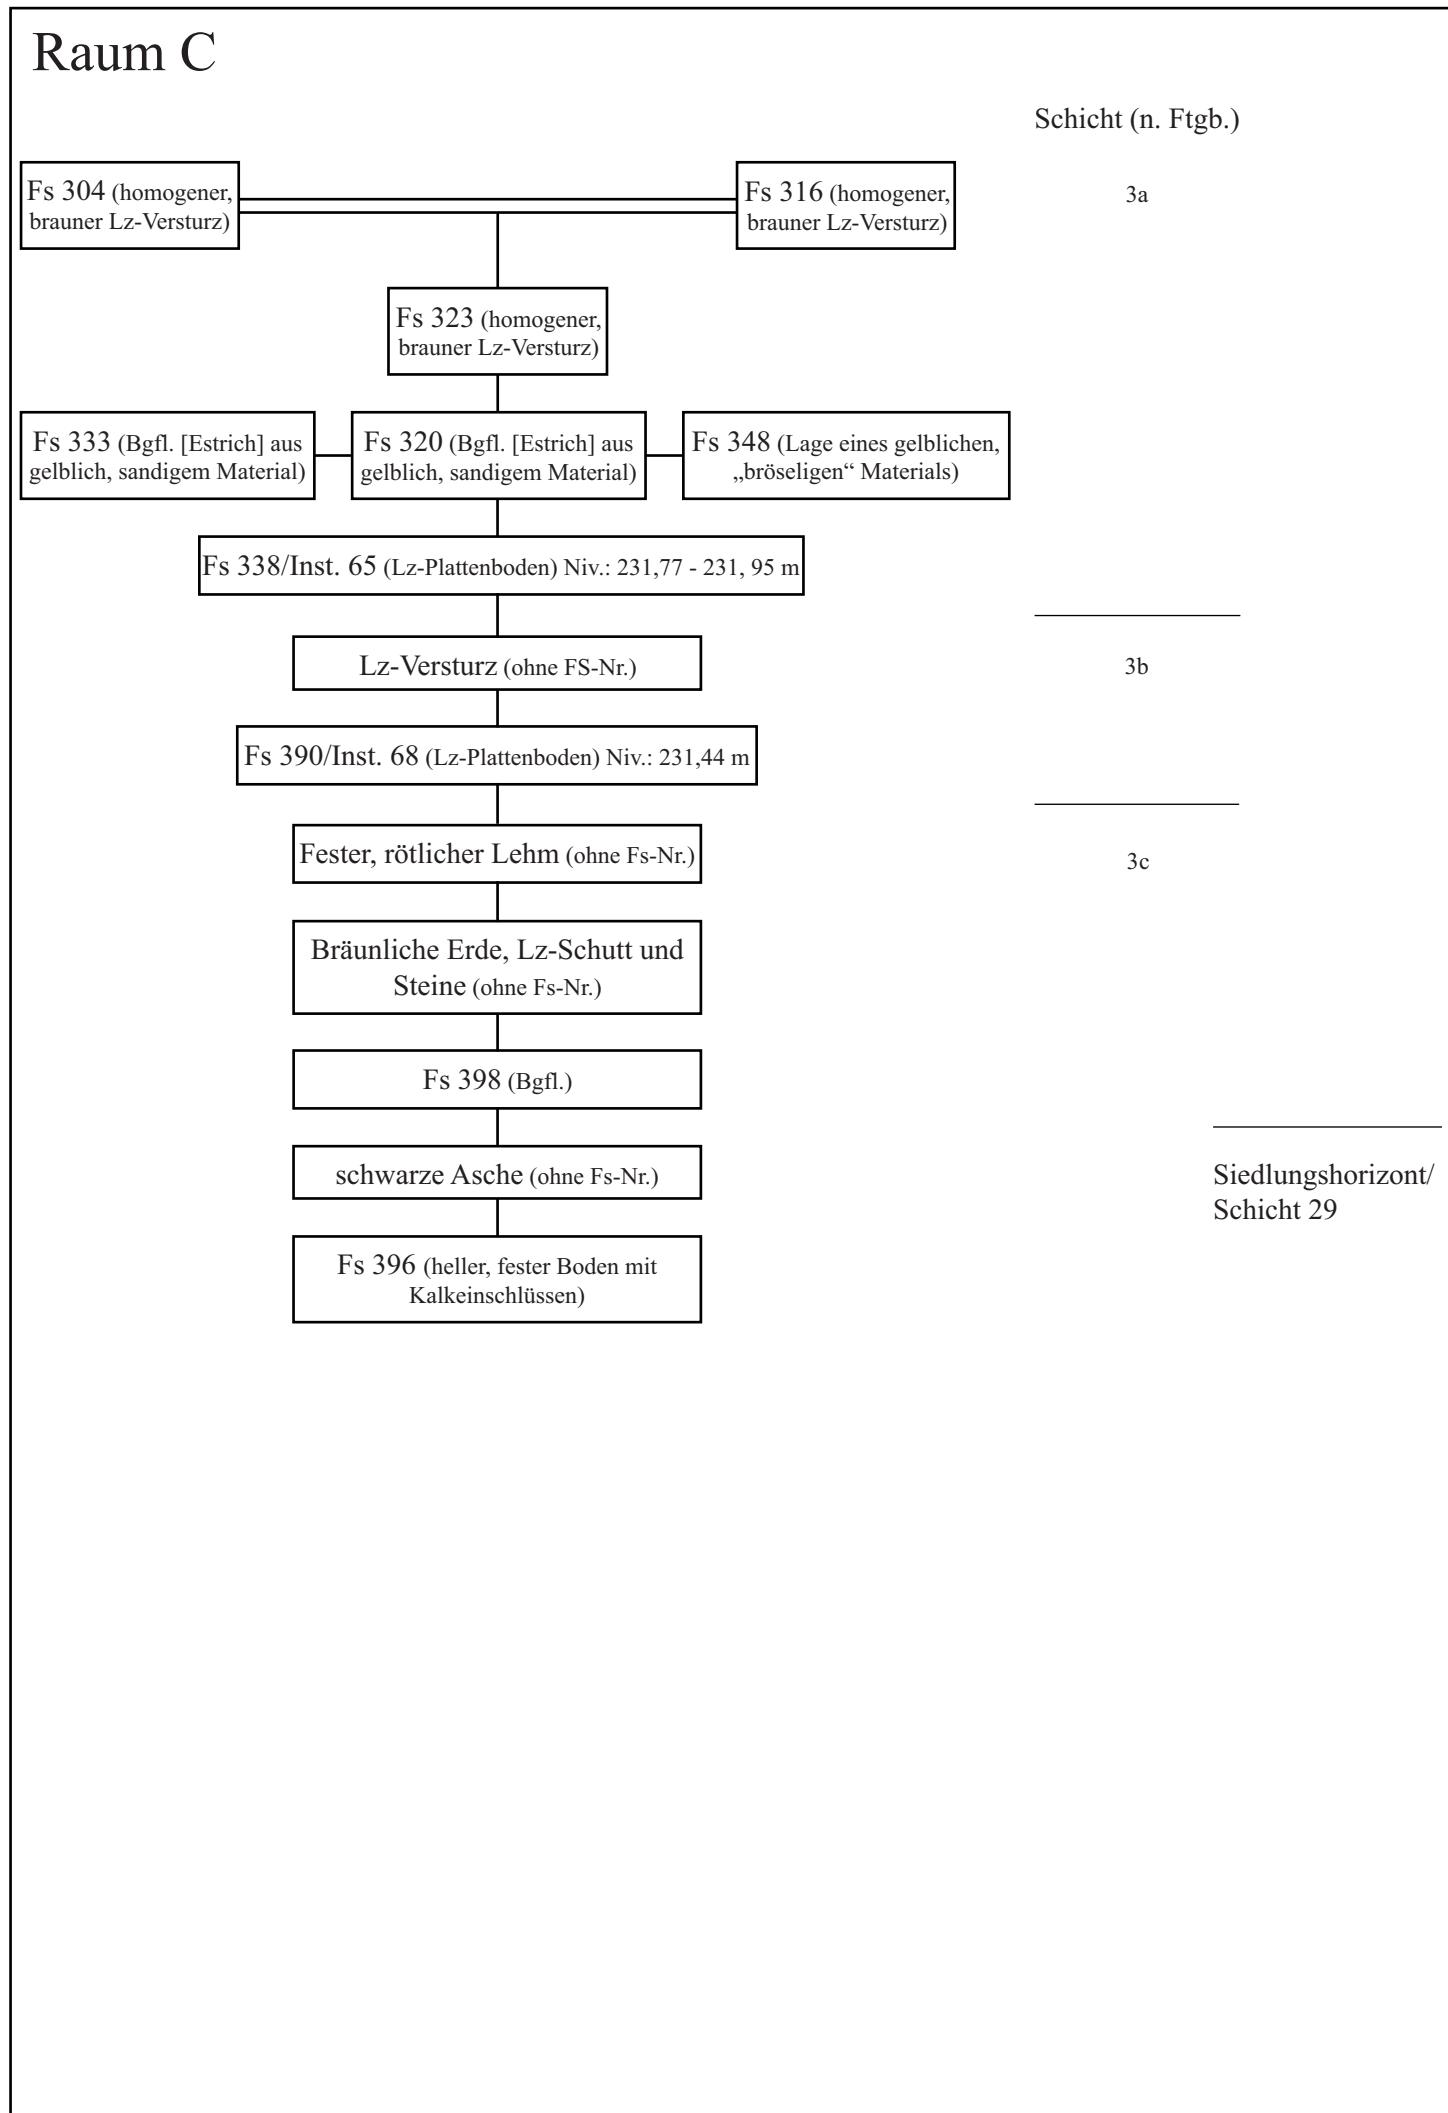 Raum C
Schicht (n. Ftgb.)
Fs 304 (homogener,
brauner Lz-Versturz)
Fs 316 (homogener,
brauner Lz-Versturz)
3a
Fs 323 (homogener,
brauner Lz-Versturz)
Fs 333 (Bgfl. [Estrich] aus
gelblich, sandigem Material)
Fs 320 (Bgfl. [Estrich] aus
gelblich, sandigem Material)
Fs 348 (Lage eines gelblichen,
„bröseligen“ Materials)
Fs 338/Inst. 65 (Lz-Plattenboden) Niv.: 231,77 - 231, 95 m
Lz-Versturz (ohne FS-Nr.)
3b
Fs 390/Inst. 68 (Lz-Plattenboden) Niv.: 231,44 m
Fester, rötlicher Lehm (ohne Fs-Nr.)
3c
Bräunliche Erde, Lz-Schutt und
Steine (ohne Fs-Nr.)
Fs 398 (Bgfl.)
schwarze Asche (ohne Fs-Nr.)
Siedlungshorizont/
Schicht 29
Fs 396 (heller, fester Boden mit
Kalkeinschlüssen)